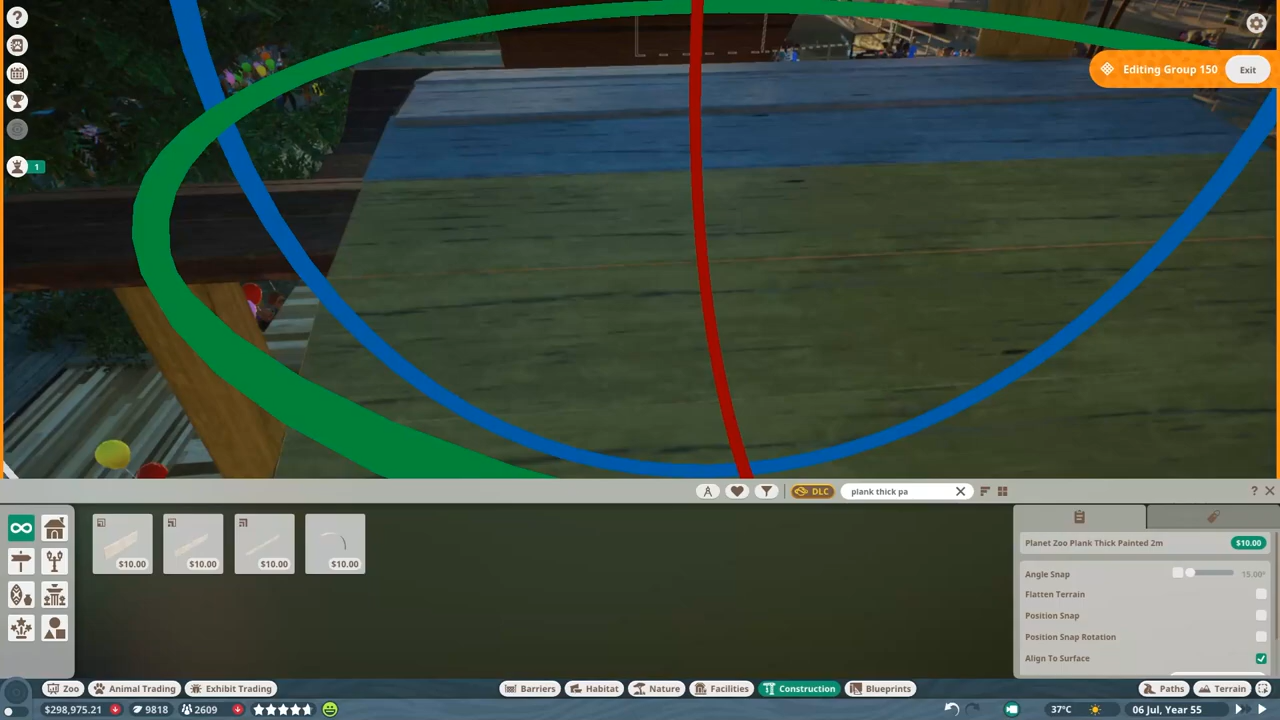 Editing Group 150
Exit
1
DLC
plank thick pa
$10.00
$10.00
$10.00
$10.00
Planet Zoo Plank Thick Painted 2m
$10.00
Angle Snap
15.00°
Flatten Terrain
Position Snap
Position Snap Rotation
Align To Surface
Zoo
Animal Trading
Exhibit Trading
Barriers
Habitat
Nature
Facilities
Construction
Blueprints
Paths
Terrain
$298,975.21
9818
2609
37°C
06 Jul, Year 55